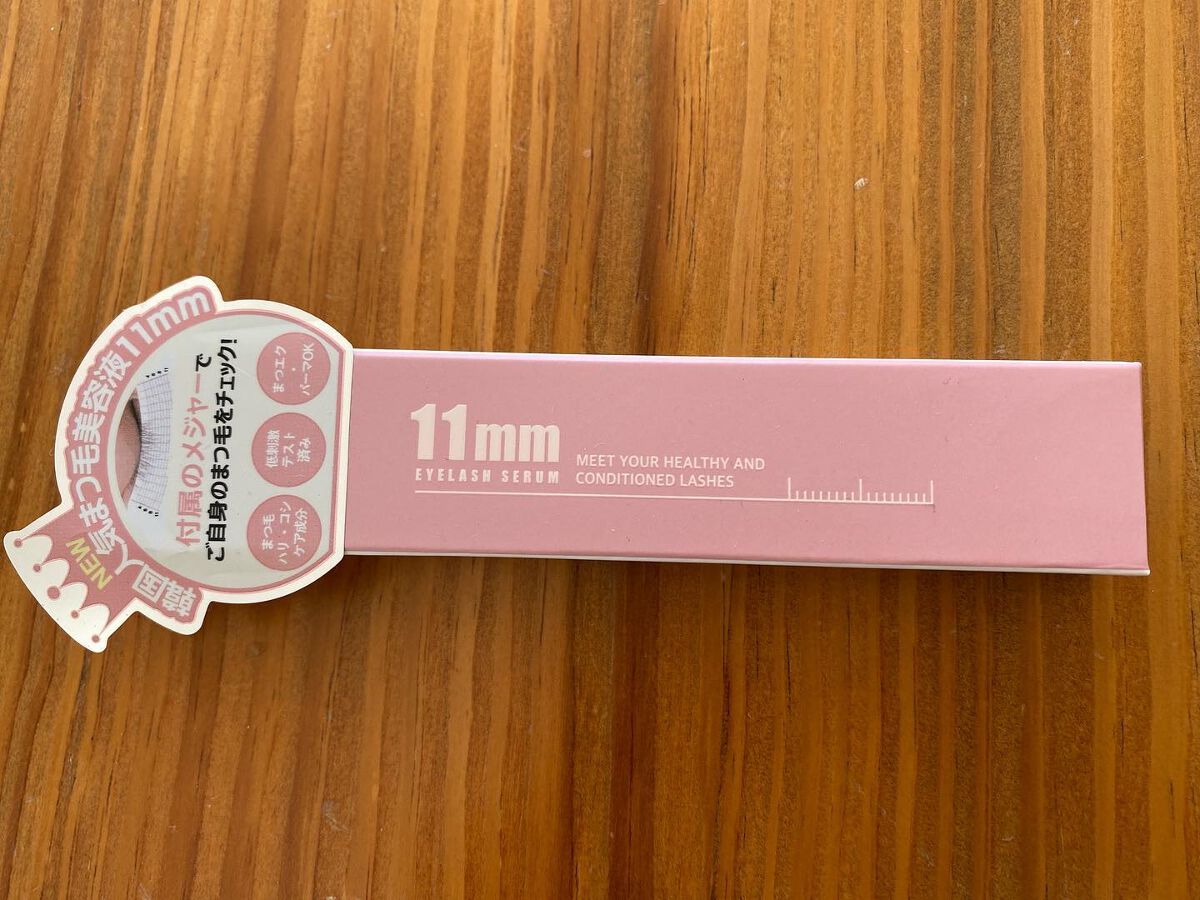 NEW
韓国人気まつ毛美容液11mm
付属のメジャーで
ご自身のまつ毛をチェック!
まつ毛
ハリ・コシ
ケア成分
低刺激
テスト
済み
まつエク
・
パーマOK
11mm
EYELASH SERUM
MEET YOUR HEALTHY AND
CONDITIONED LASHES